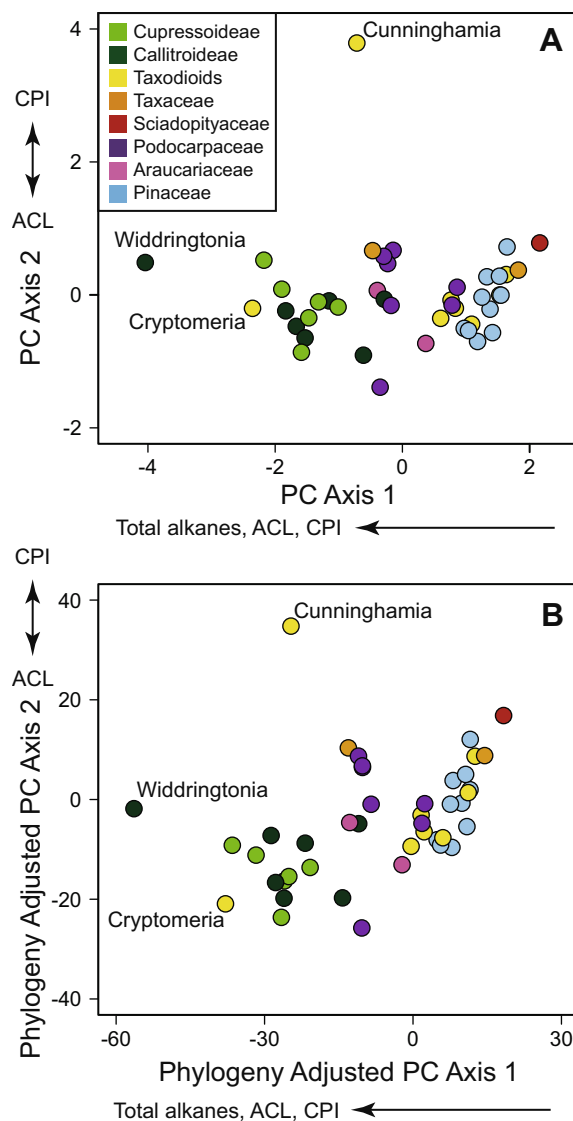 A
Cunninghamia
Cupressoideae
Callitroideae
Taxodioids
Taxaceae
Sciadopityaceae
Podocarpaceae
Araucariaceae
Pinaceae
Widdringtonia
Cryptomeria
CPI
ACL
PC Axis 2
4
2
0
-2
-4 -2 0 2
PC Axis 1
Total alkanes, ACL, CPI
B
Cunninghamia
Widdringtonia
Cryptomeria
CPI
ACL
Phylogeny Adjusted PC Axis 2
40
20
0
-20
-40
-60 -30 0 30
Phylogeny Adjusted PC Axis 1
Total alkanes, ACL, CPI